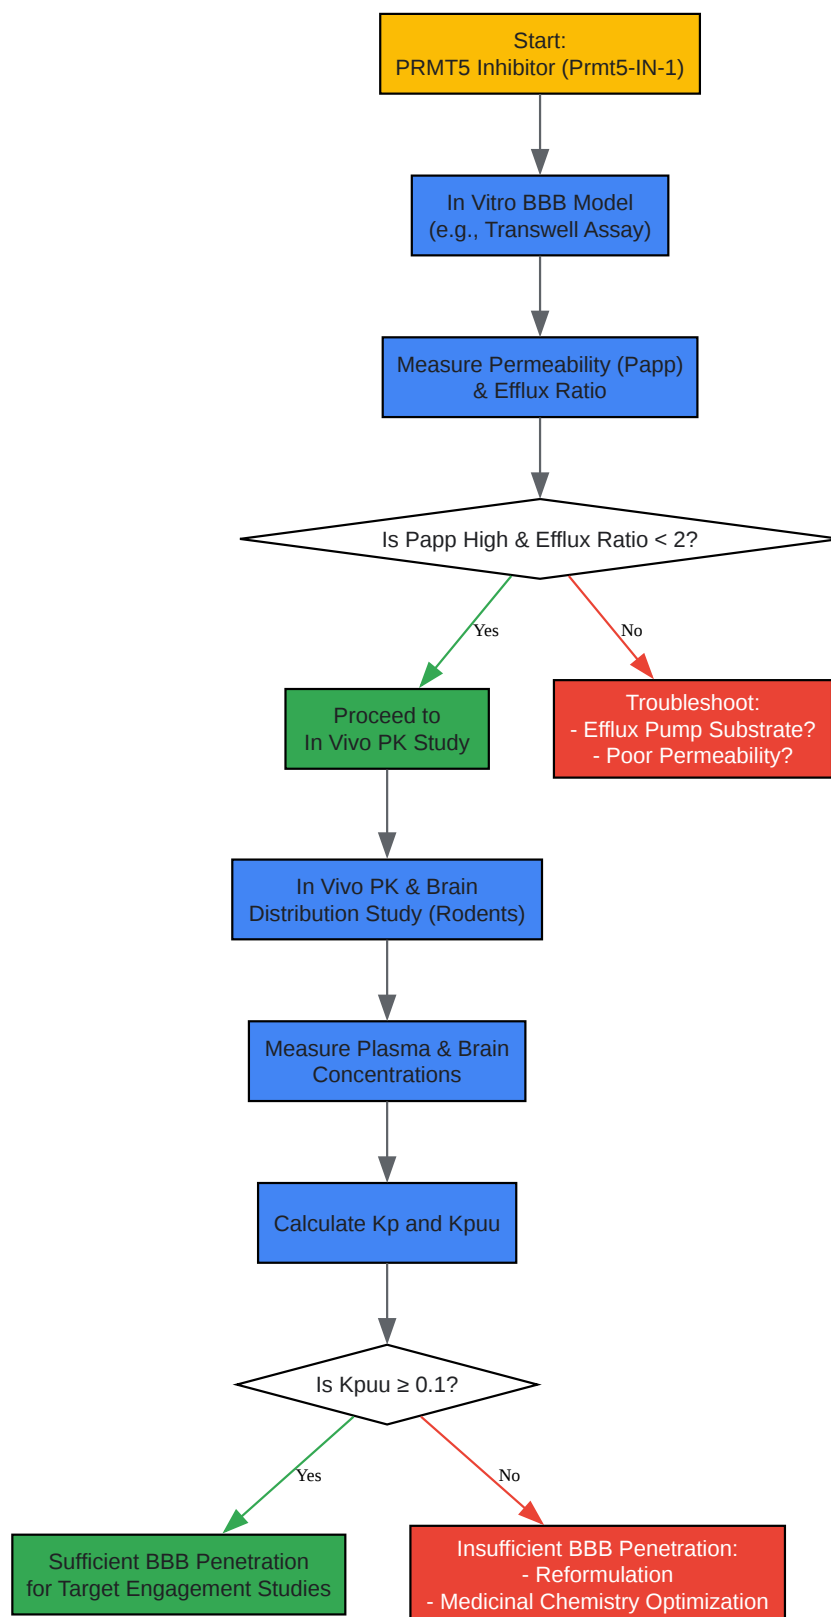 Start:
PRMT5 Inhibitor (Prmt5-IN-1)
In Vitro BBB Model
(e.g., Transwell Assay)
Measure Permeability (Papp)
& Efflux Ratio
Is Papp High & Efflux Ratio < 2?
Yes
No
Proceed to
In Vivo PK Study
Troubleshoot:
- Efflux Pump Substrate?
- Poor Permeability?
In Vivo PK & Brain
Distribution Study (Rodents)
Measure Plasma & Brain
Concentrations
Calculate Kp and Kpuu
Is Kpuu ≥ 0.1?
Yes
No
Sufficient BBB Penetration
for Target Engagement Studies
Insufficient BBB Penetration:
- Reformulation
- Medicinal Chemistry Optimization